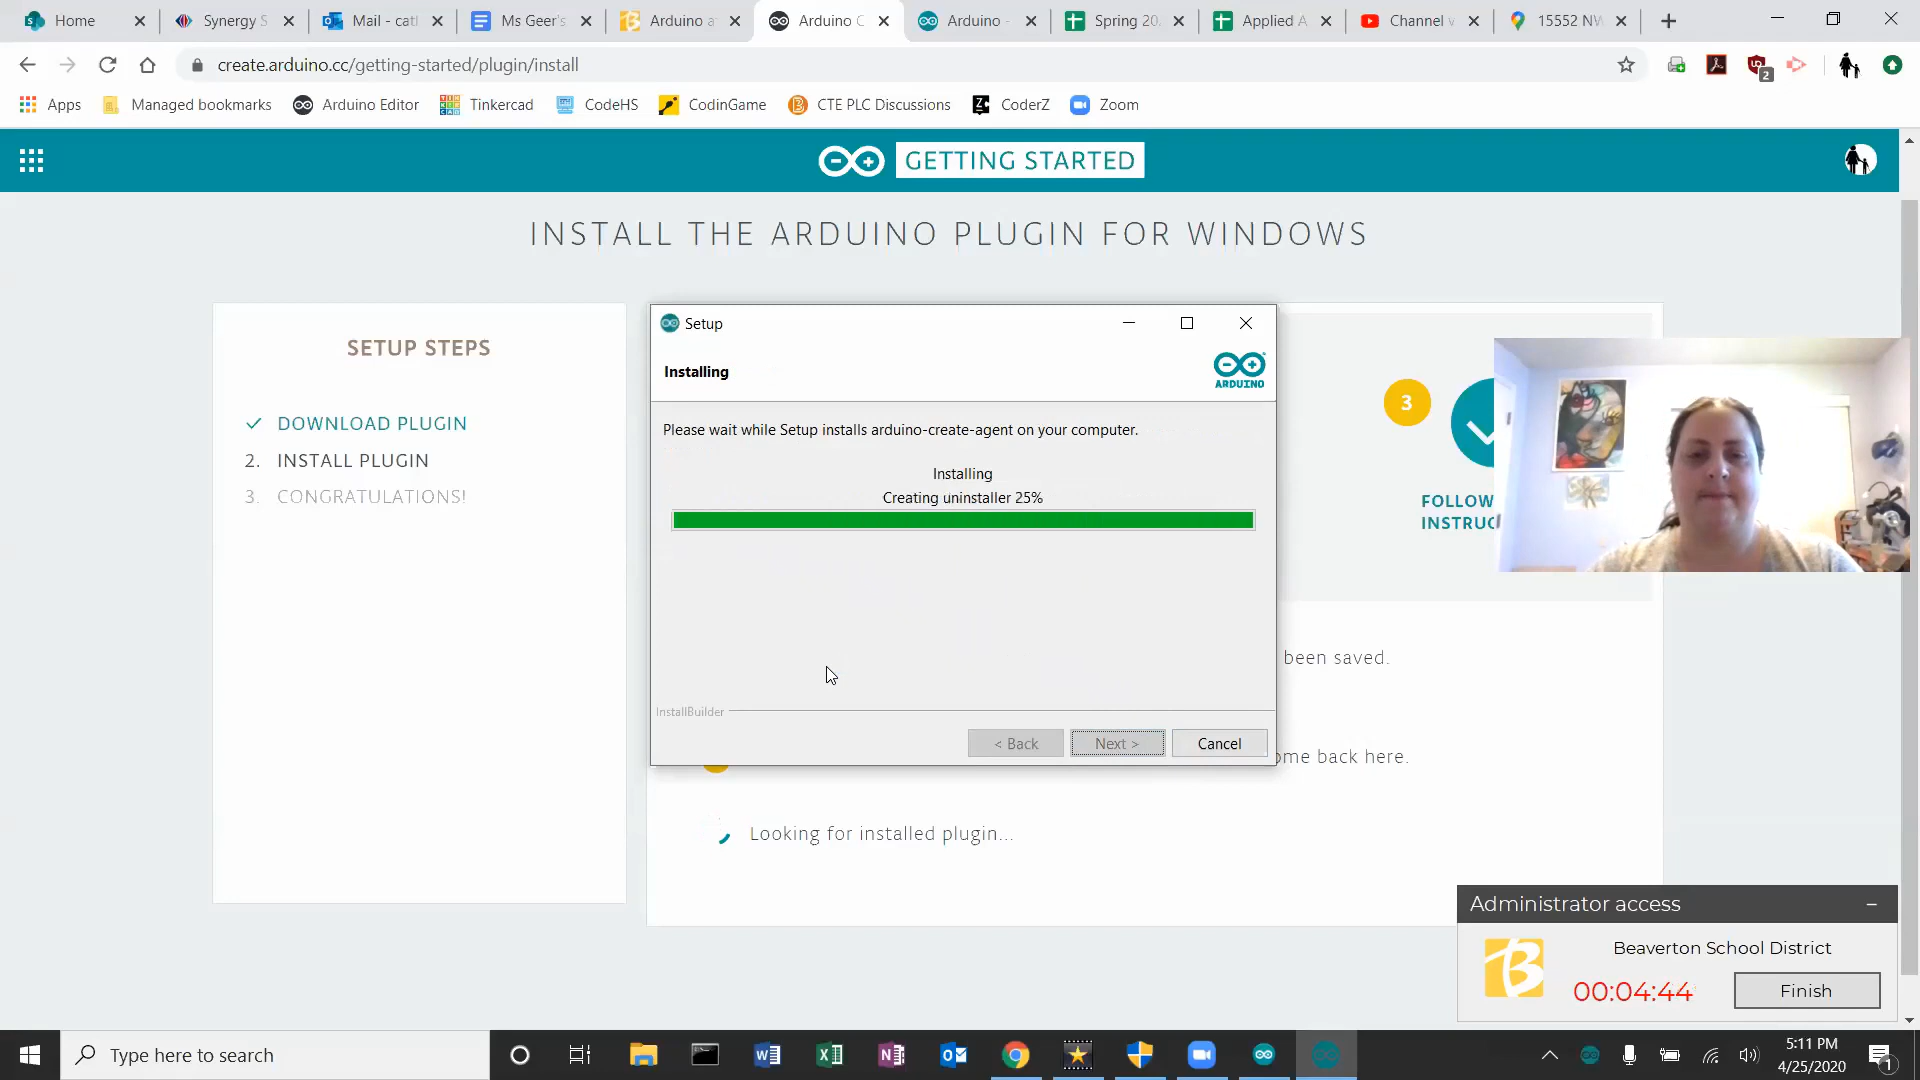 Home
Synergy S
Mail - cat
Ms Geer's
Arduino a
Arduino C
Arduino -
Spring 20
Applied A
Channel
15552 NW
create.arduino.cc/getting-started/plugin/install
2
Apps
Managed bookmarks
Arduino Editor
Tinkercad
CodeHS
CodinGame
CTE PLC Discussions
CoderZ
Zoom
GETTING STARTED
INSTALL THE ARDUINO PLUGIN FOR WINDOWS
SETUP STEPS
DOWNLOAD PLUGIN
2. INSTALL PLUGIN
3. CONGRATULATIONS!
Setup
Installing
ARDUINO
Please wait while Setup installs arduino-create-agent on your computer.
Installing
Creating uninstaller 25%
InstallBuilder
< Back
Next >
Cancel
3
FOLLOW
INSTRUC
been saved.
ome back here.
Looking for installed plugin...
Administrator access
Beaverton School District
00:04:44
Finish
Type here to search
5:11 PM
4/25/2020
1